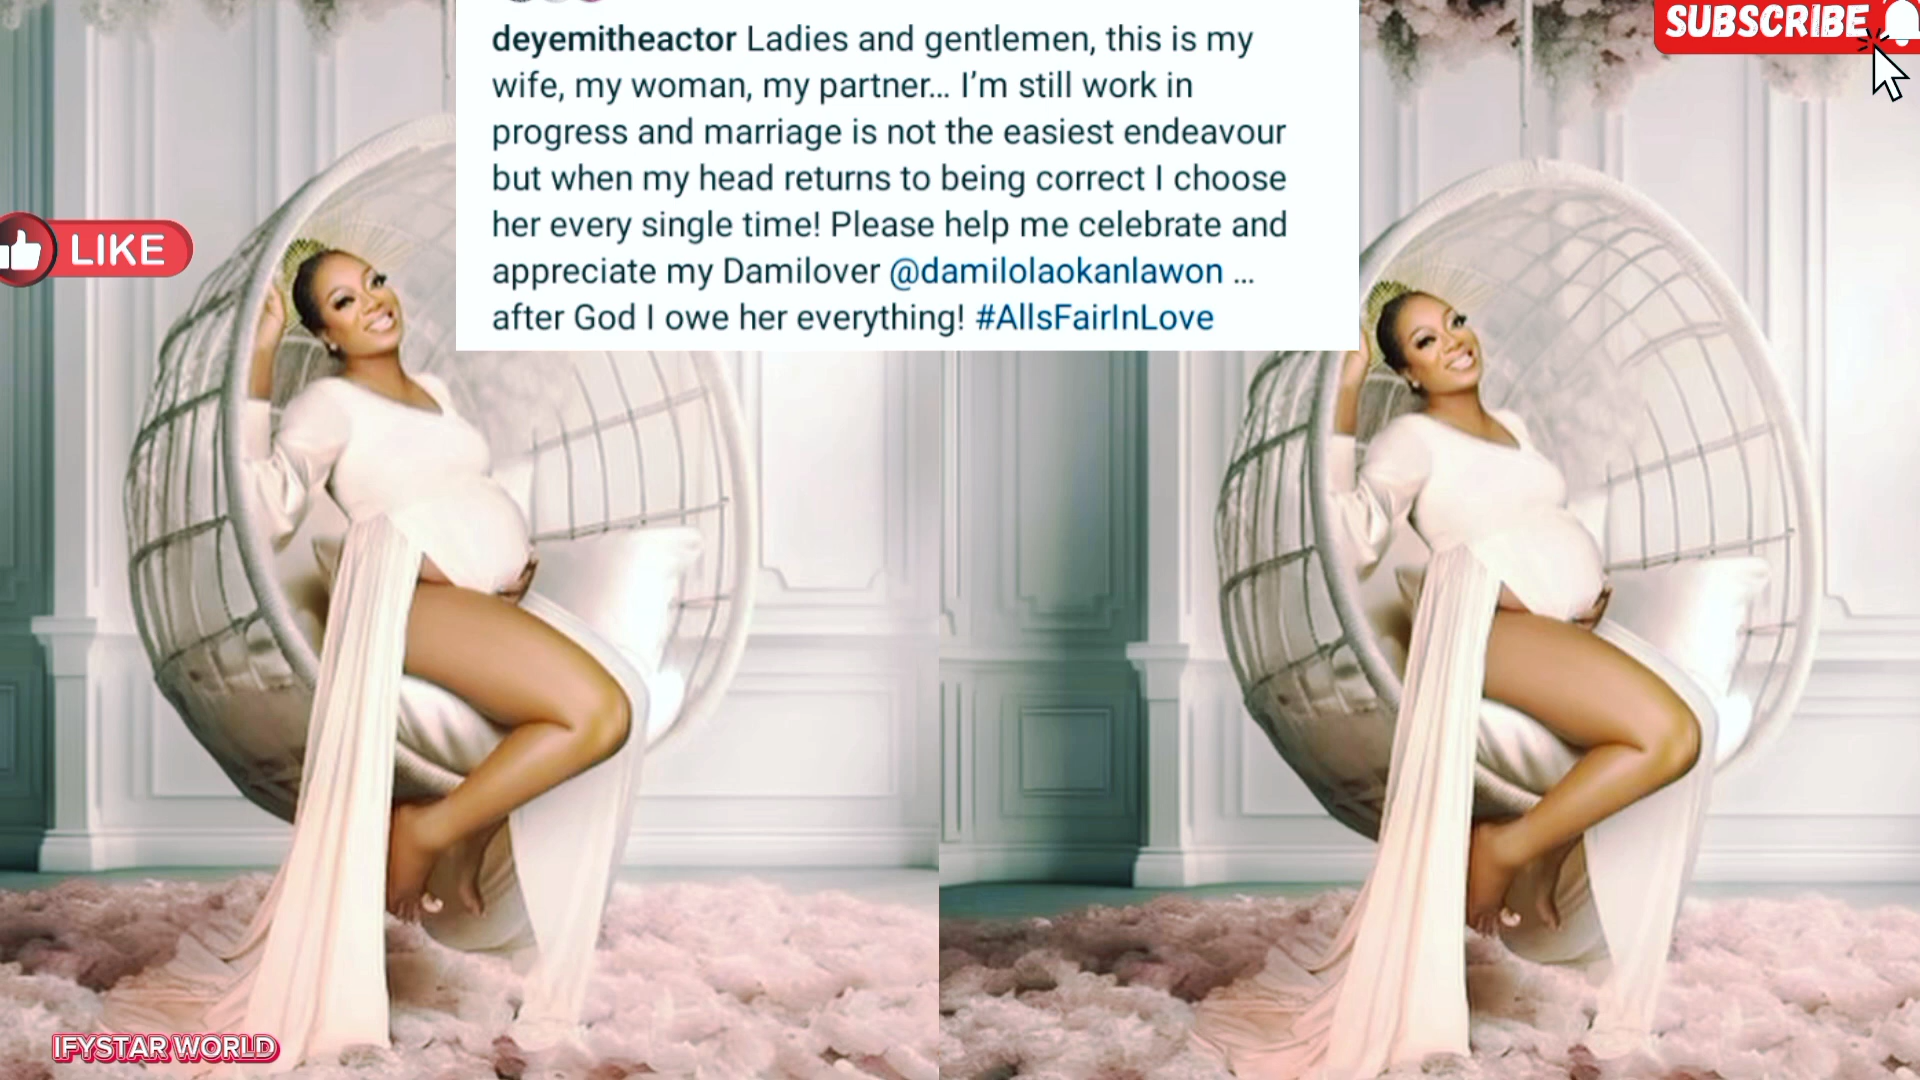 SUBSCRIBE
deyemitheactor Ladies and gentlemen, this is my
wife, my woman, my partner... I'm still work in
progress and marriage is not the easiest endeavour
but when my head returns to being correct I choose
her every single time! Please help me celebrate and
appreciate my Damilover @damilolaokanlawon ...
after God I owe her everything! #AllsFairInLove
LIKE
IFYSTAR WORLD